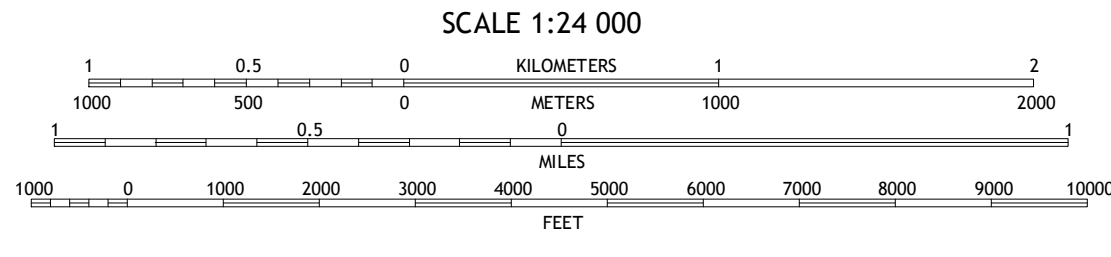 SCALE 1:24 000
1 0.5 0 KILOMETERS 1 2
1000 500 0 METERS 1000 2000
1 0.5 0 1
MILES
1000 0 1000 2000 3000 4000 5000 6000 7000 8000 9000 10000
FEET